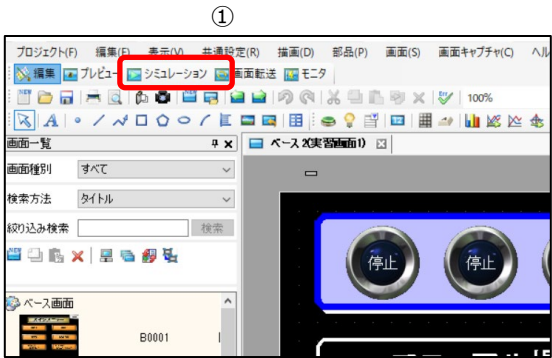 ①
プロジェクト(F) 編集(E) 表示(V) 共通設定(R) 描画(D) 部品(P) 画面(S) 画面キャプチャ(C) ヘル
編集 プレビュー シミュレーション 画面転送 モニタ
100%
画面一覧
ベース 2(実習画面1)
画面種別 すべて
検索方法 タイトル
絞り込み検索 検索
停止 停止
ベース画面
B0001